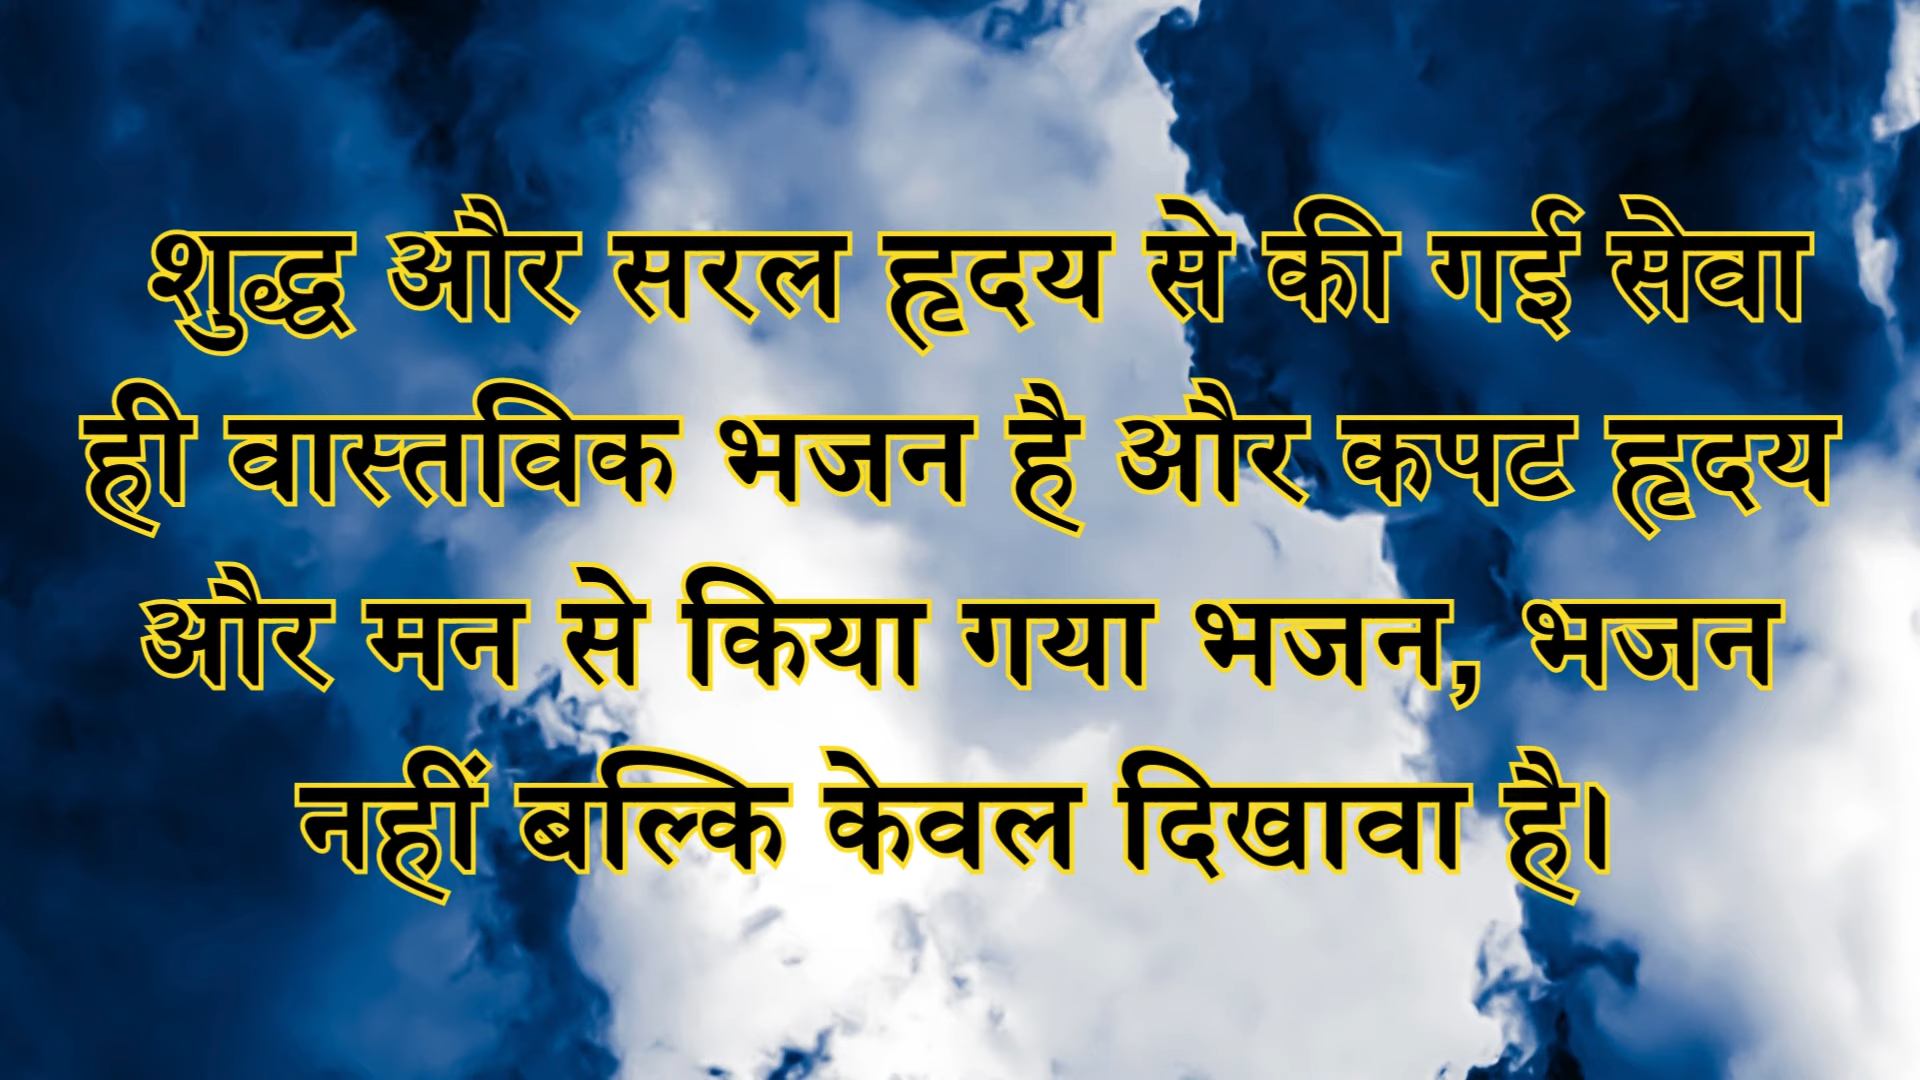 शुद्ध और सरल हृदय से की गई सेवा
ही वास्तविक भजन है और कपट हृदय
और मन से किया गया भजन, भजन
नहीं बल्कि केवल दिखावा है।